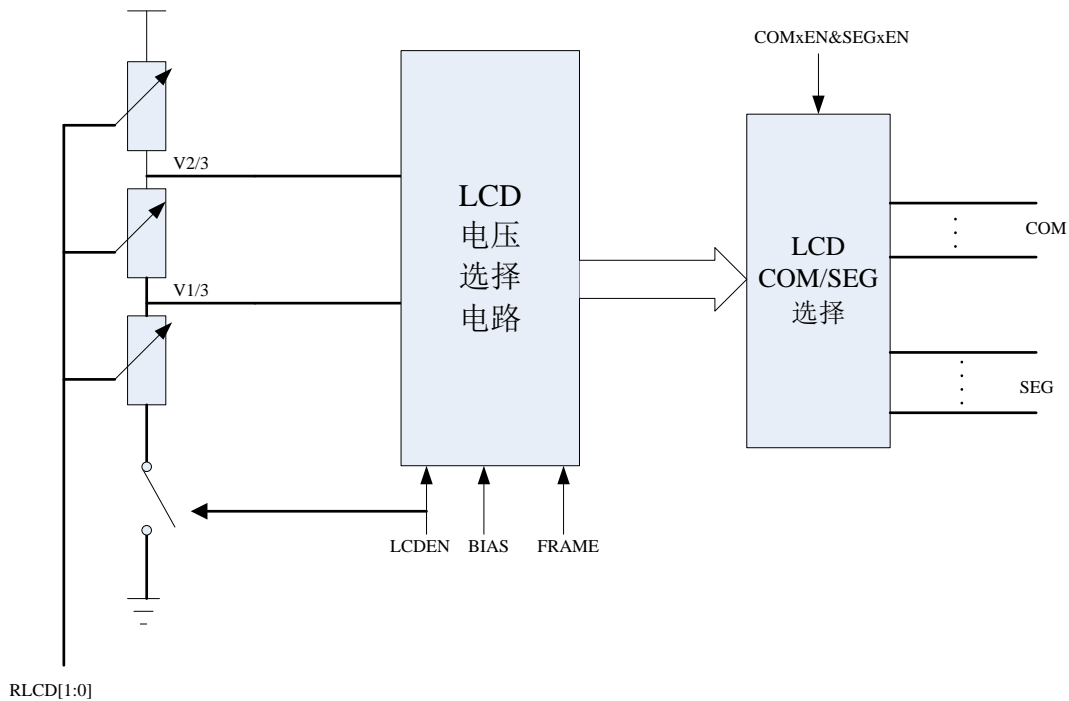 COMxEN&SEGxEN
V2/3
V1/3
LCD
电压
选择
电路
LCD
COM/SEG
选择
COM
SEG
LCDEN
BIAS
FRAME
RLCD[1:0]